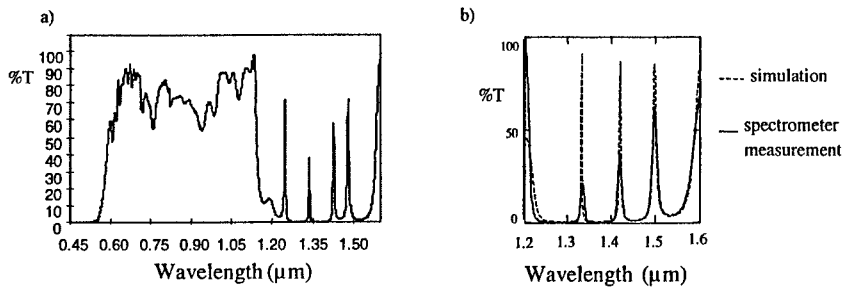 a)
100
90
80
70
60
50
40
30
20
10
0
%T
0.45 0.60 0.75 0.90 1.05 1.20 1.35 1.50
Wavelength (μm)
b)
100
%T
50
0
1.2 1.3 1.4 1.5 1.6
Wavelength (μm)
simulation
spectrometer
measurement